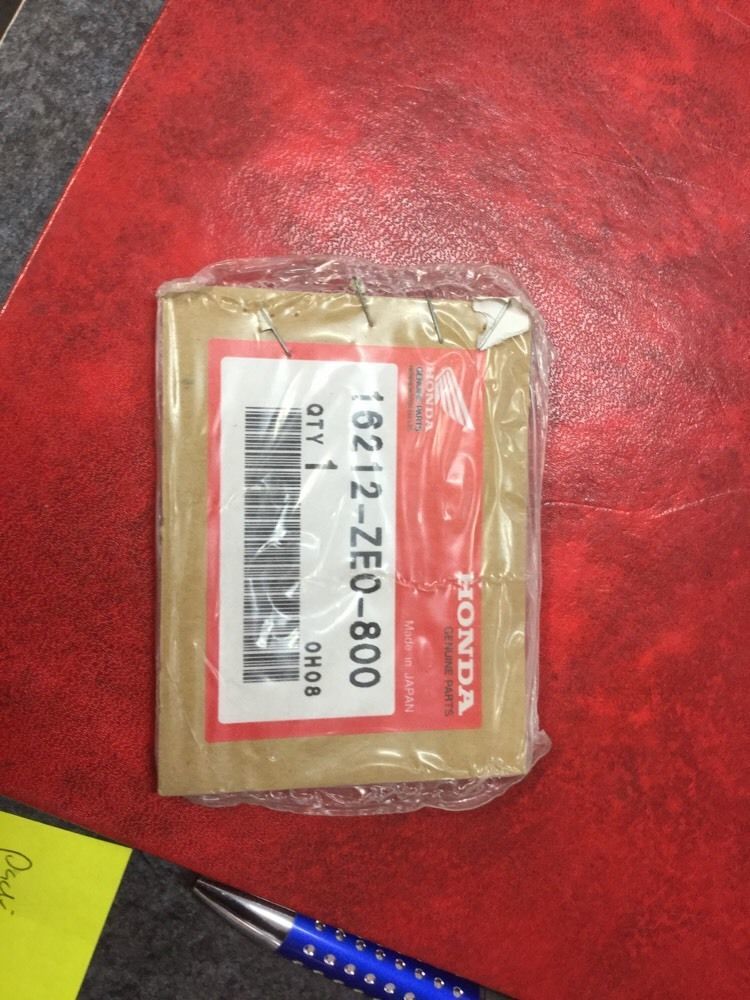 HONDA
GENUINE PARTS
HONDA
GENUINE PARTS
Made in JAPAN
16212-ZE0-800
QTY 1
0H08